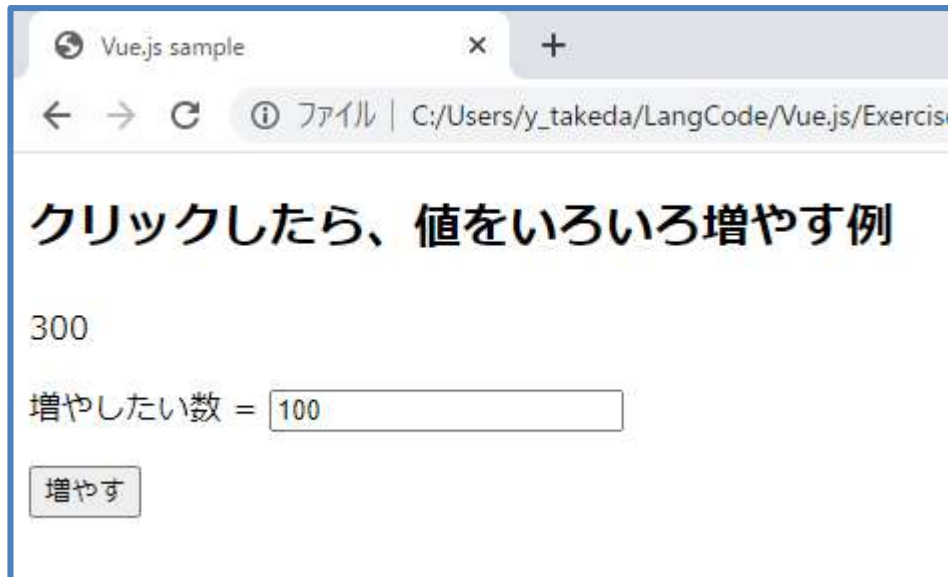 Vue.js sample
ファイル | C:/Users/y_takeda/LangCode/Vue.js/Exercise
クリックしたら、値をいろいろ増やす例
300
増やしたい数 = 100
増やす